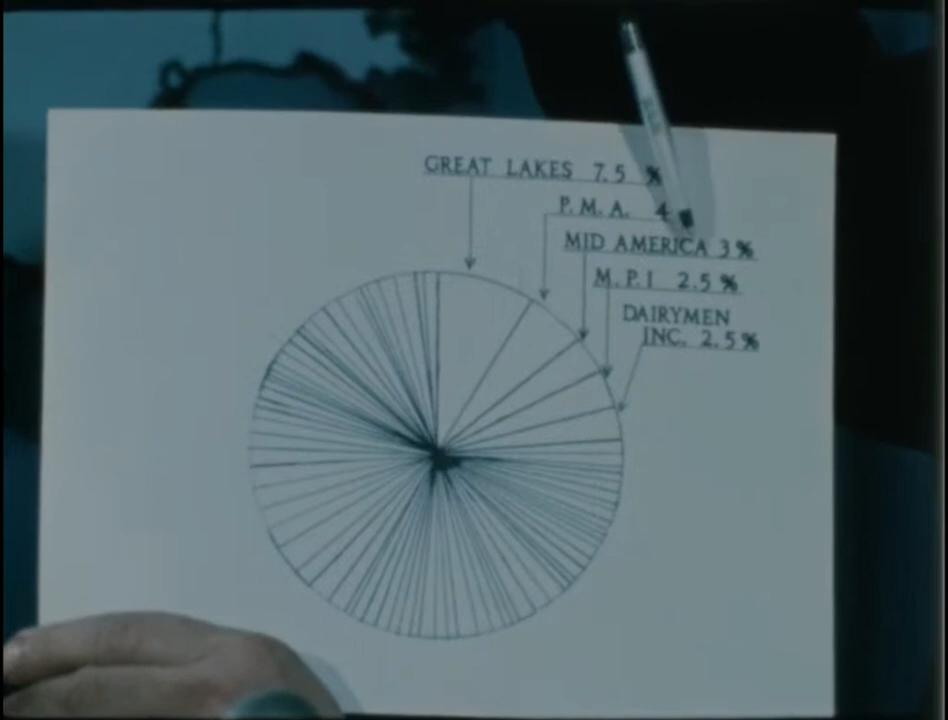 GREAT LAKES 7.5 %
P.M.A. 4
MID AMERICA 3%
M.P.I 2.5%
DAIRYMEN
INC. 2.5%